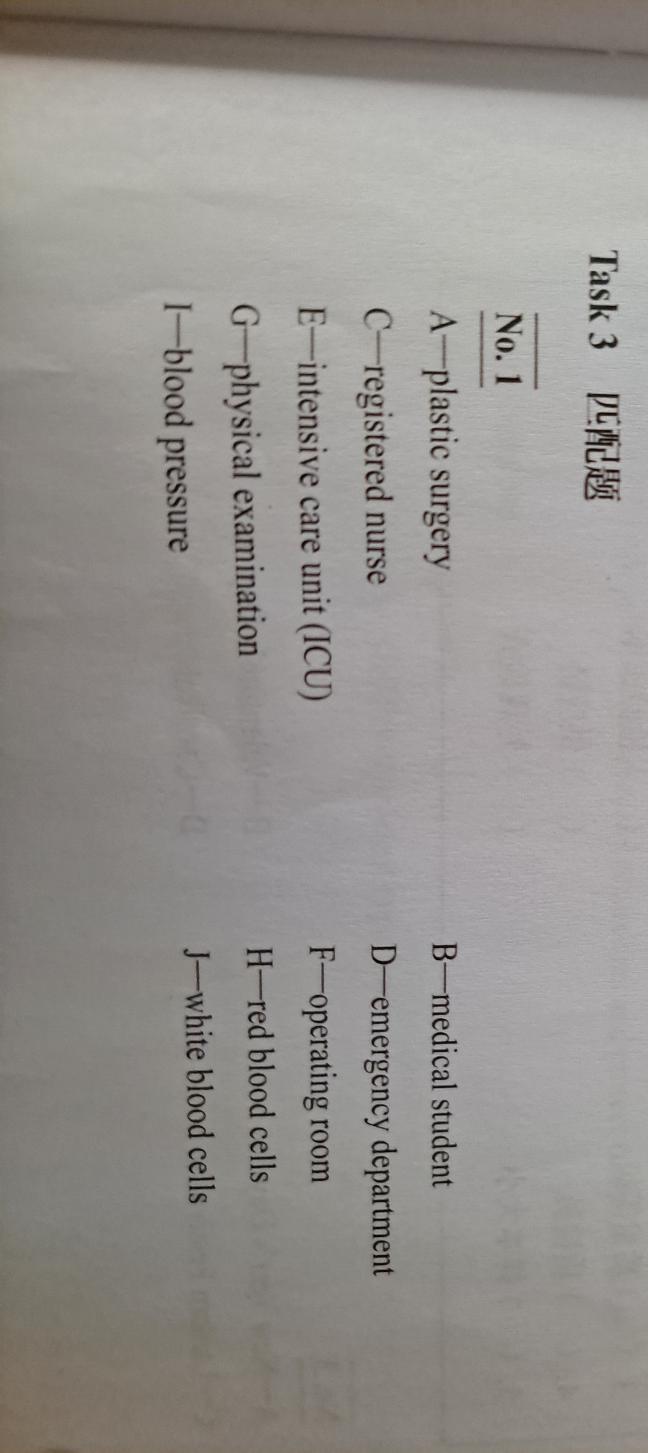 Task 3 匹配题
No. 1
A—plastic surgery B—medical student
C—registered nurse D—emergency department
E—intensive care unit (ICU) F—operating room
G—physical examination H—red blood cells
I—blood pressure J—white blood cells